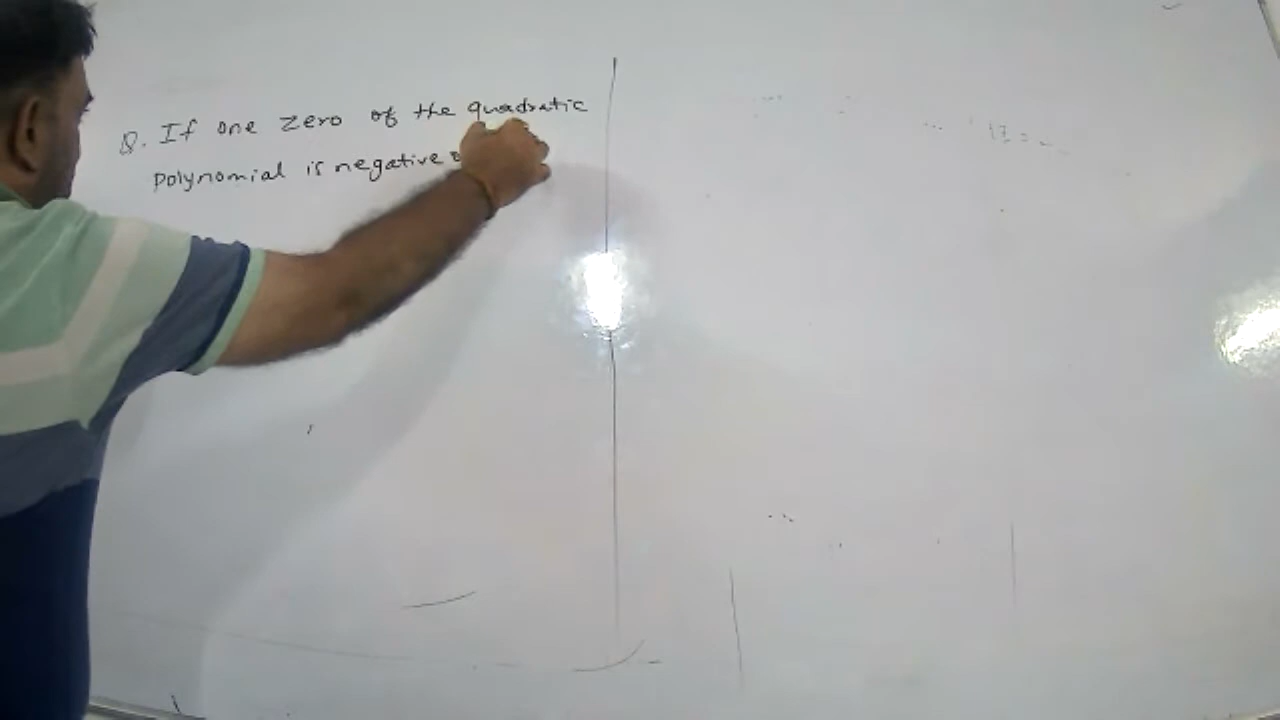 Q. If one zero of the quadratic
polynomial is negative